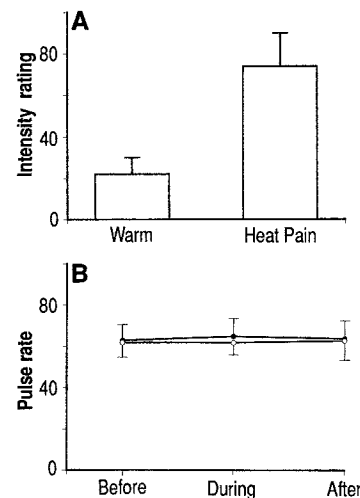 A
Intensity rating
80
40
0
Warm Heat Pain
B
Pulse rate
80
40
0
Before During After